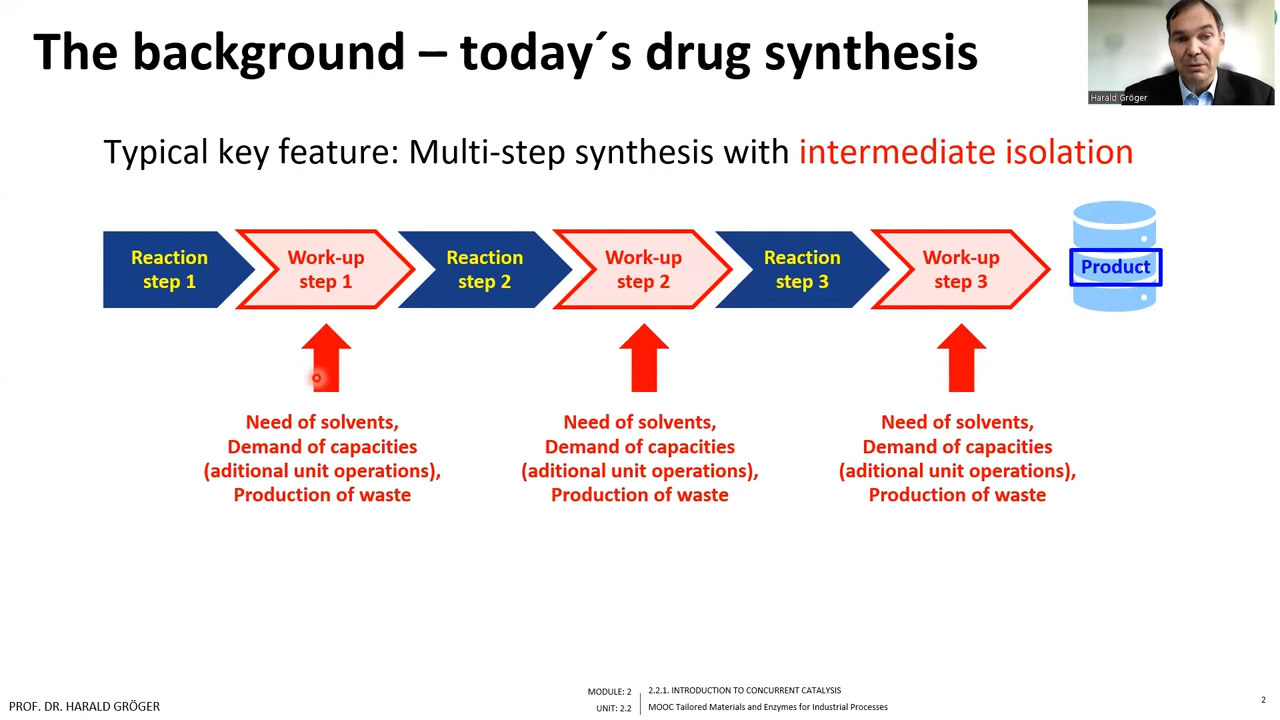 The background – today´s drug synthesis
Harald Gröger
Typical key feature: Multi-step synthesis with intermediate isolation
Reaction
step 1
Work-up
step 1
Reaction
step 2
Work-up
step 2
Reaction
step 3
Work-up
step 3
Product
Need of solvents,
Demand of capacities
(aditional unit operations),
Production of waste
Need of solvents,
Demand of capacities
(aditional unit operations),
Production of waste
Need of solvents,
Demand of capacities
(aditional unit operations),
Production of waste
PROF. DR. HARALD GRÖGER
MODULE: 2
UNIT: 2.2
2.2.1. INTRODUCTION TO CONCURRENT CATALYSIS
MOOC Tailored Materials and Enzymes for Industrial Processes
2